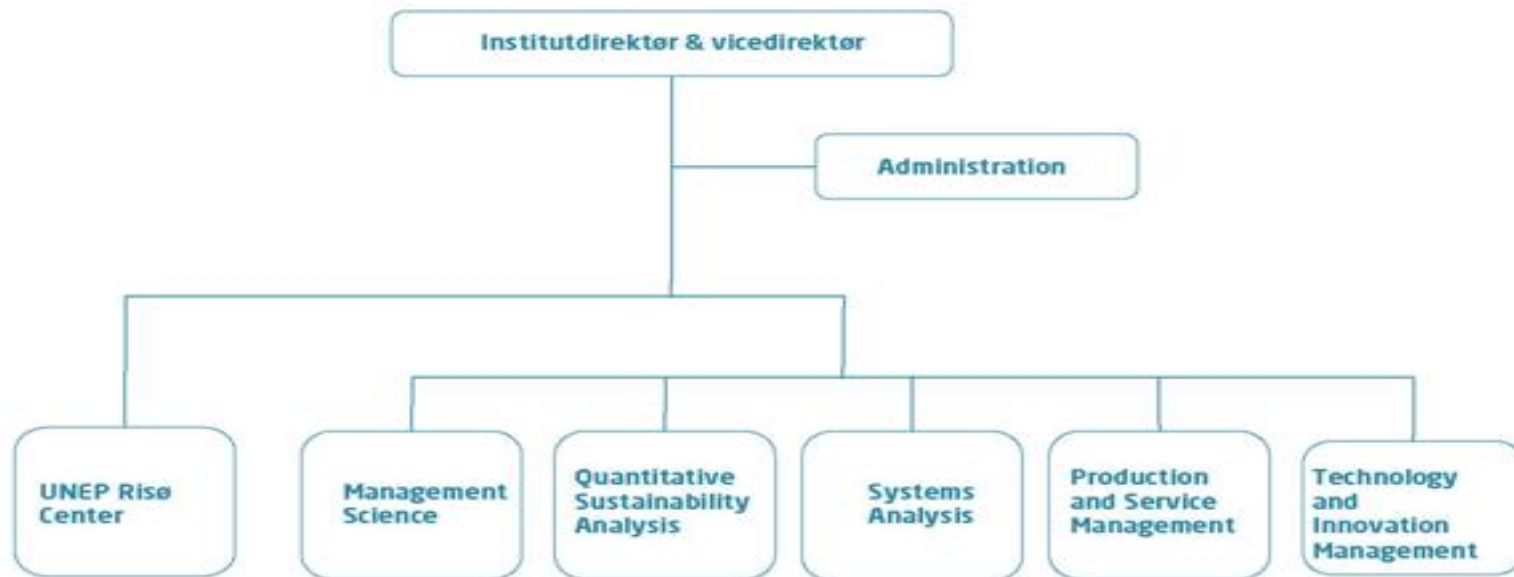 Institutdirektør & vicedirektør
Administration
UNEP Risø
Center
Management
Science
Quantitative
Sustainability
Analysis
Systems
Analysis
Production
and Service
Management
Technology
and
Innovation
Management